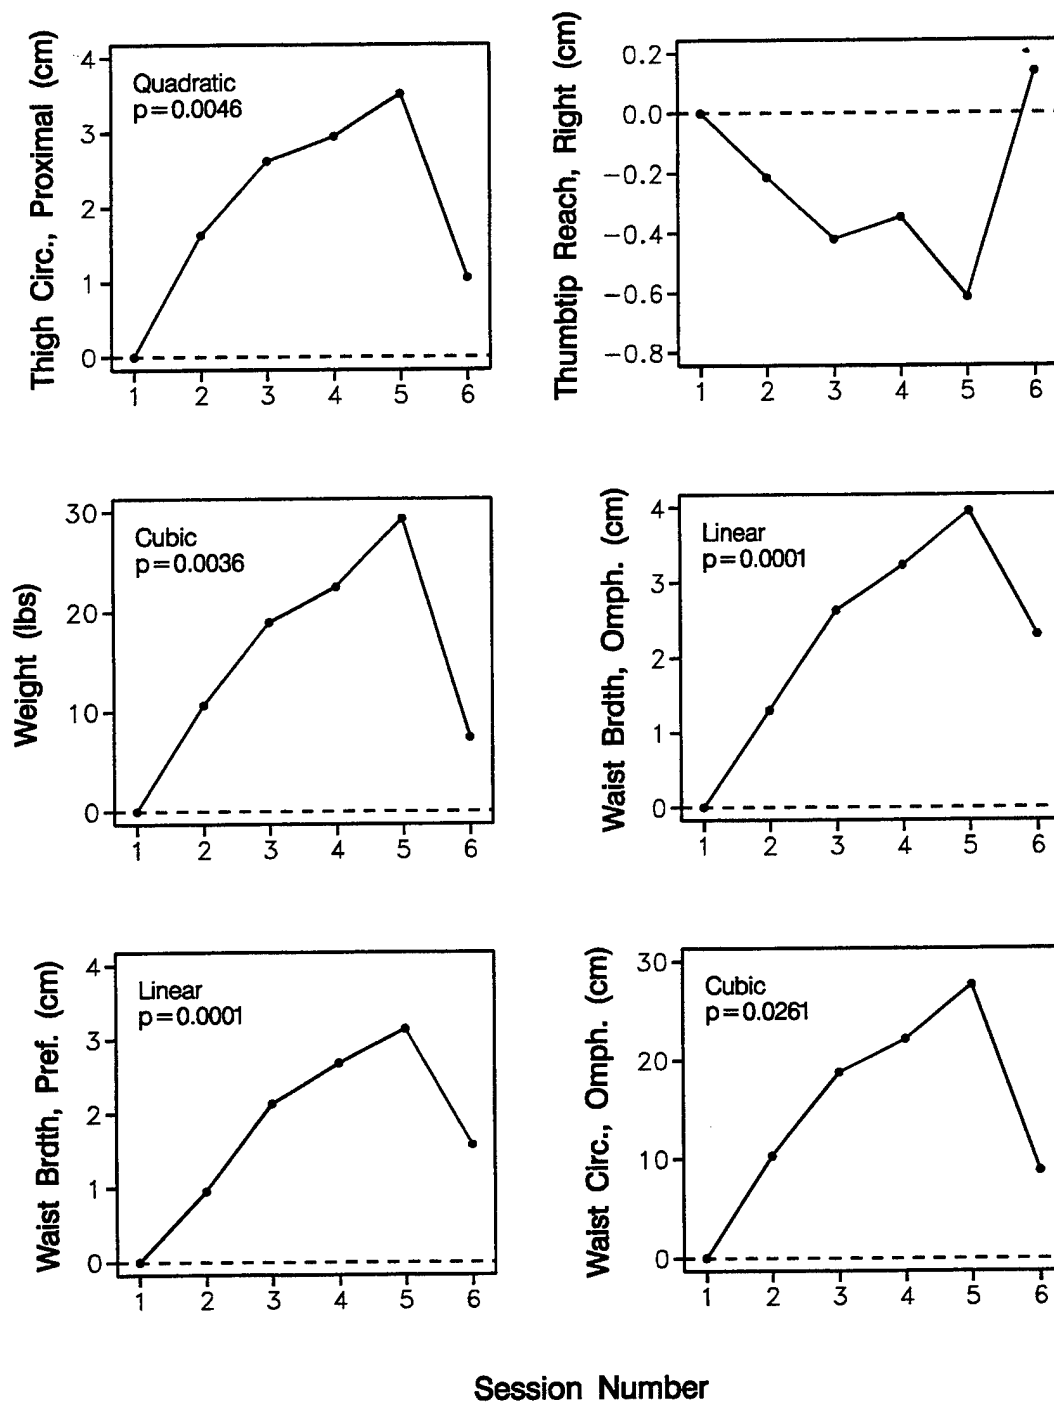 Thigh Circ., Proximal (cm)
4
3
2
1
0
Quadratic
p=0.0046
1 2 3 4 5 6
Thumbtip Reach, Right (cm)
0.2
0.0
−0.2
−0.4
−0.6
−0.8
1 2 3 4 5 6
Weight (lbs)
30
20
10
0
Cubic
p=0.0036
1 2 3 4 5 6
Waist Brdth, Omph. (cm)
4
3
2
1
0
Linear
p=0.0001
1 2 3 4 5 6
Waist Brdth, Pref. (cm)
4
3
2
1
0
Linear
p=0.0001
1 2 3 4 5 6
Waist Circ., Omph. (cm)
30
20
10
0
Cubic
p=0.0261
1 2 3 4 5 6
Session Number